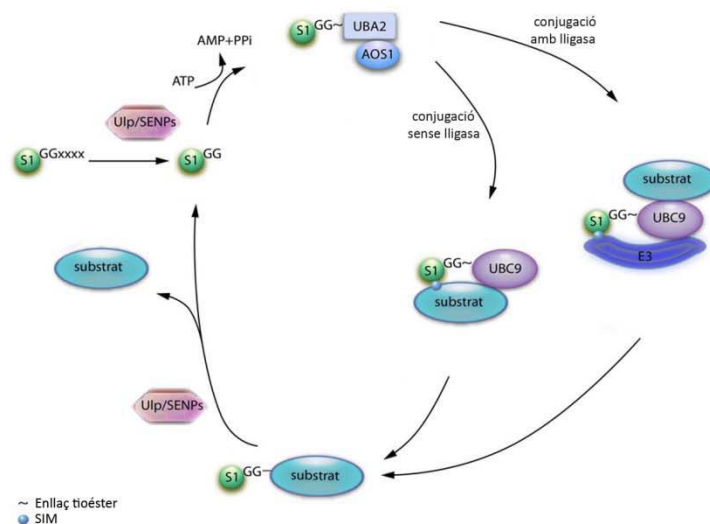 S1 GG~ UBA2
AOS1
conjugació
amb lligasa
AMP+PPi
ATP
Ulp/SENPs
conjugació
sense lligasa
S1 GGxxxx
S1 GG
substrat
S1 GG~ UBC9
E3
substrat
S1 GG~ UBC9
substrat
Ulp/SENPs
S1 GG
substrat
~ Enllaç tioéster
SIM